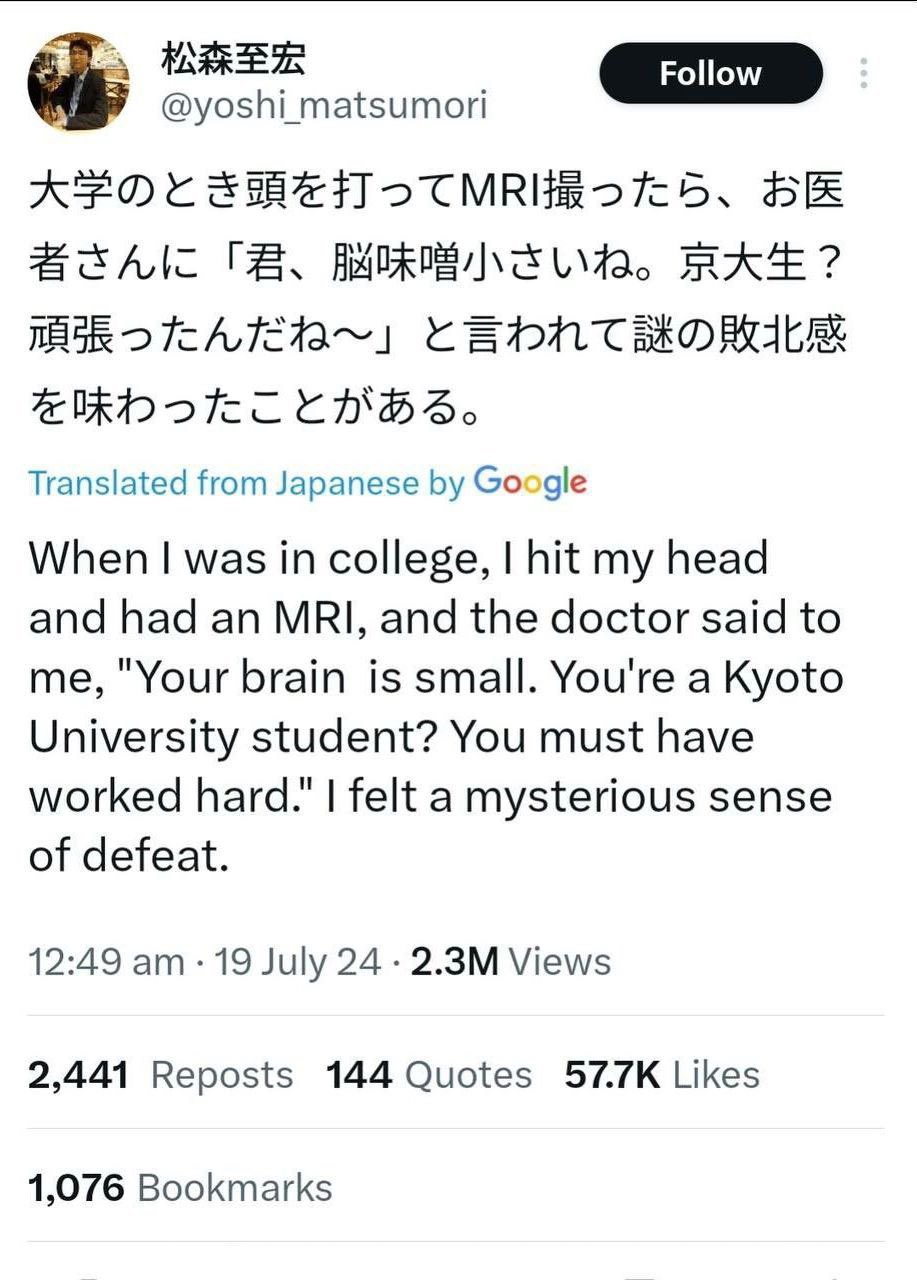 松森至宏
@yoshi_matsumori
Follow
大学のとき頭を打ってMRI撮ったら、お医
者さんに「君、脳味噌小さいね。京大生？
頑張ったんだね〜」と言われて謎の敗北感
を味わったことがある。
Translated from Japanese by Google
When I was in college, I hit my head
and had an MRI, and the doctor said to
me, "Your brain  is small. You're a Kyoto
University student? You must have
worked hard." I felt a mysterious sense
of defeat.
12:49 am · 19 July 24 · 2.3M Views
2,441 Reposts 144 Quotes 57.7K Likes
1,076 Bookmarks